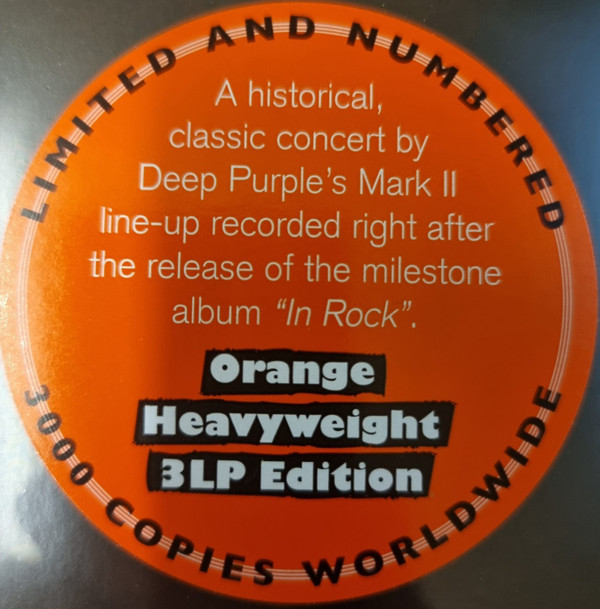 LIMITED AND NUMBERED
A historical,
classic concert by
Deep Purple's Mark II
line-up recorded right after
the release of the milestone
album "In Rock".
Orange
Heavyweight
3LP Edition
3000 COPIES WORLDWIDE